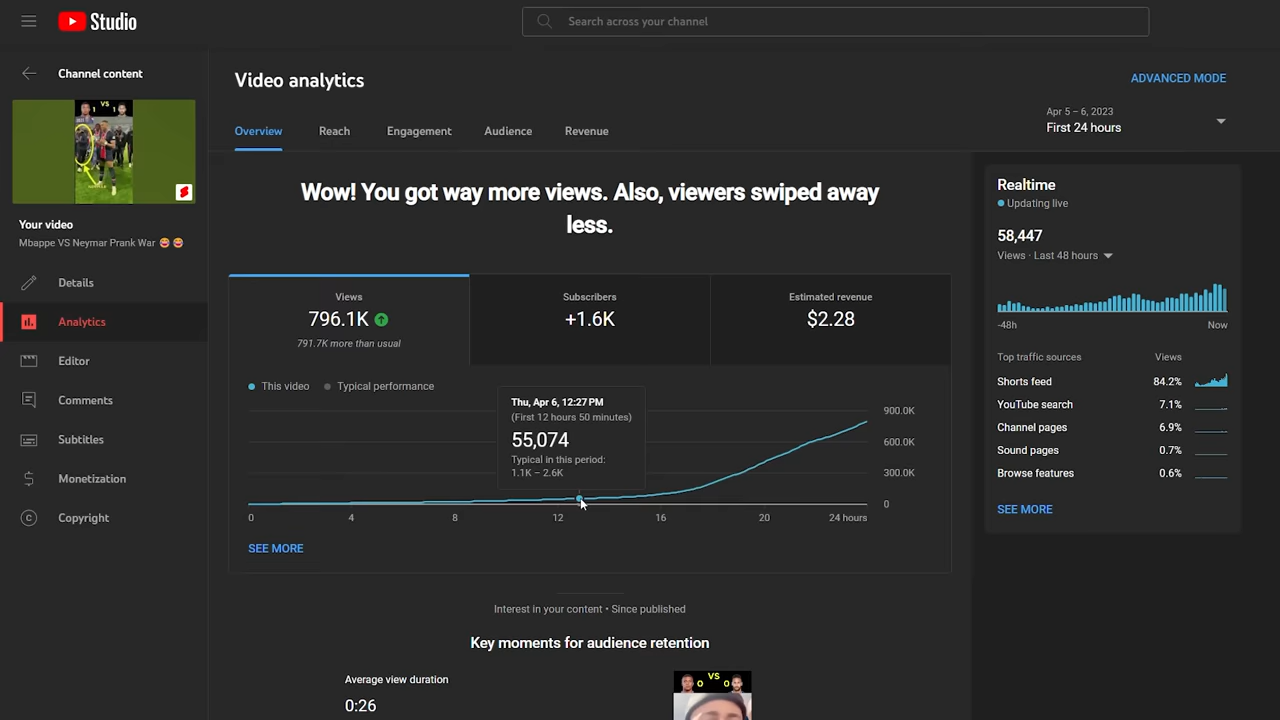 Studio
Search across your channel
Channel content
Your video
Mbappe VS Neymar Prank War 😍 😍
Details
Analytics
Editor
Comments
Subtitles
Monetization
Copyright
Video analytics
ADVANCED MODE
Apr 5 – 6, 2023
First 24 hours
Overview
Reach
Engagement
Audience
Revenue
Wow! You got way more views. Also, viewers swiped away
less.
Views
796.1K
791.7K more than usual
Subscribers
+1.6K
Estimated revenue
$2.28
This video
Typical performance
Thu, Apr 6, 12:27 PM
(First 12 hours 50 minutes)
55,074
Typical in this period:
1.1K – 2.6K
900.0K
600.0K
300.0K
0
0 4 8 12 16 20 24 hours
SEE MORE
Interest in your content • Since published
Key moments for audience retention
Average view duration
0:26
VS
0 0
Realtime
Updating live
58,447
Views · Last 48 hours
-48h Now
Top traffic sources Views
Shorts feed 84.2%
YouTube search 7.1%
Channel pages 6.9%
Sound pages 0.7%
Browse features 0.6%
SEE MORE
VS
1 1